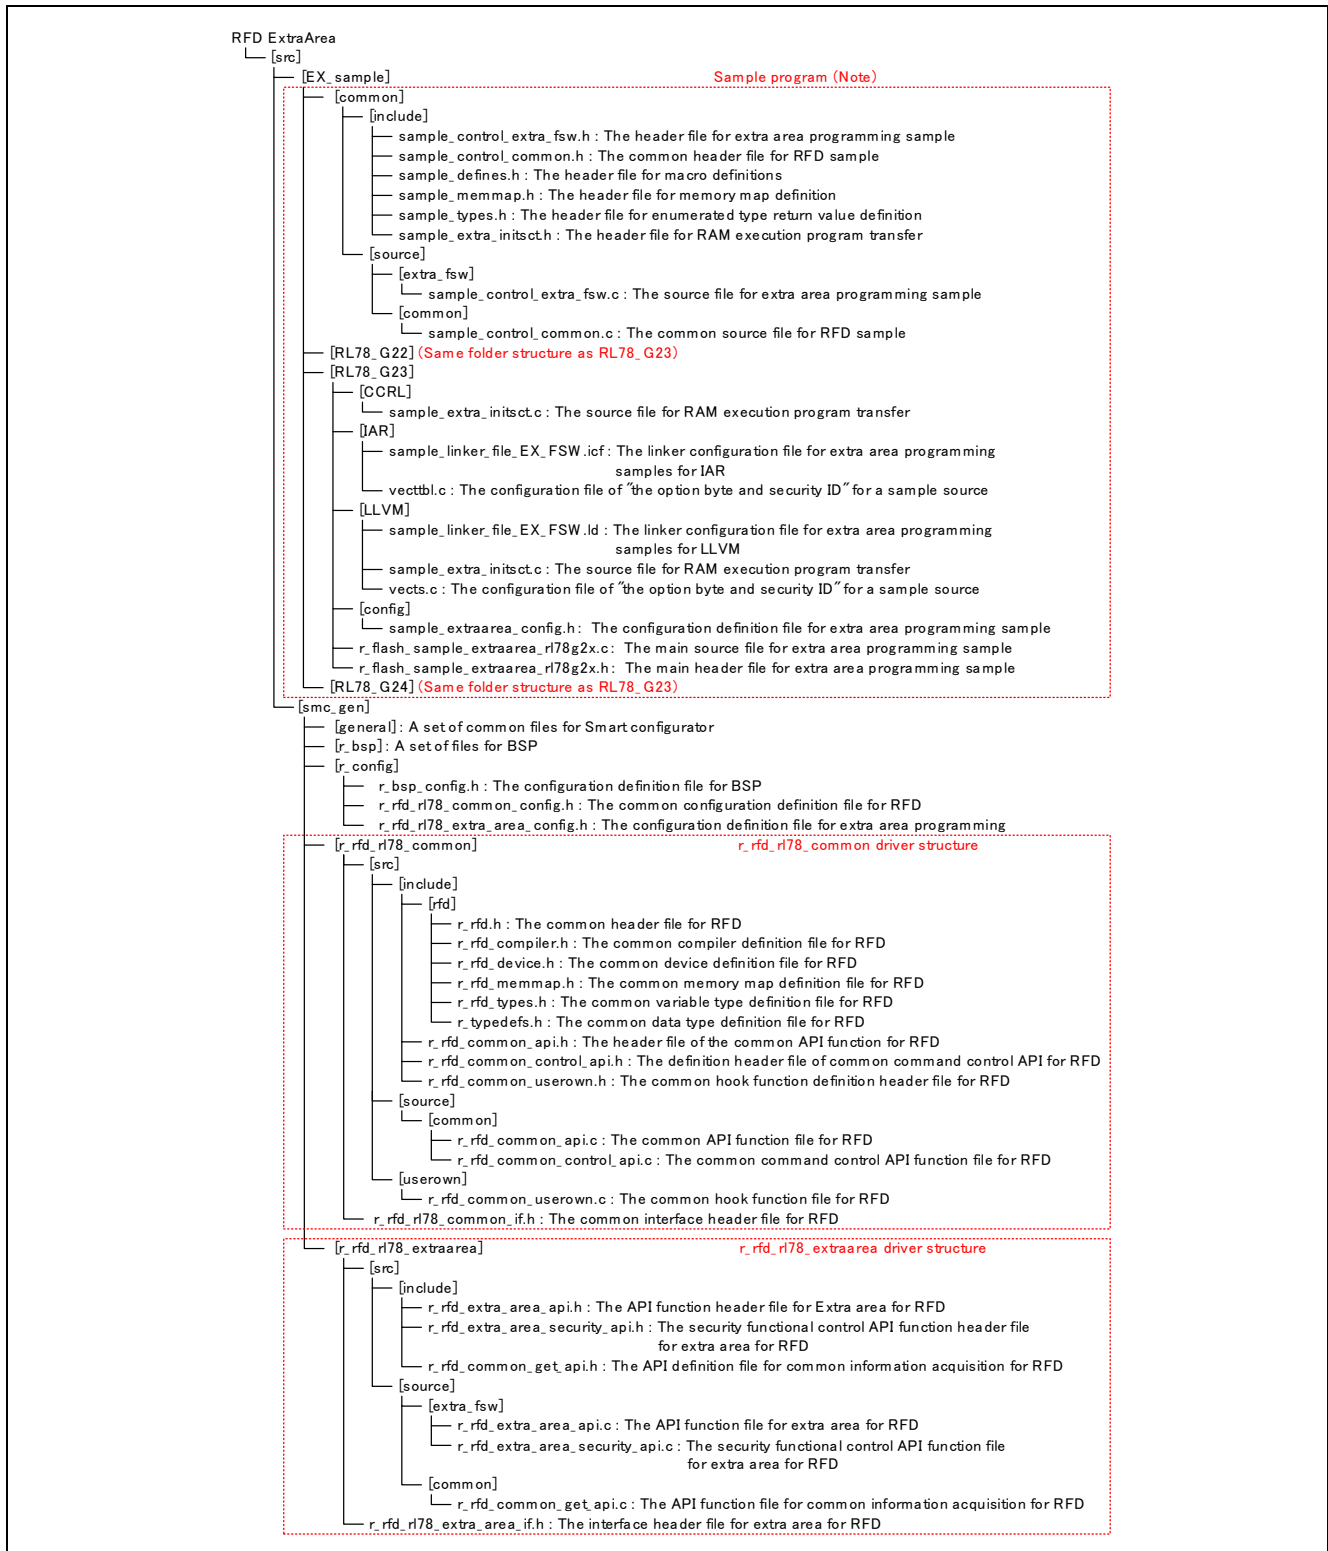 RFD ExtraArea
[src]
[EX_sample] Sample program (Note)
[common]
[include]
sample_control_extra_fsw.h : The header file for extra area programming sample
sample_control_common.h : The common header file for RFD sample
sample_defines.h : The header file for macro definitions
sample_memmap.h : The header file for memory map definition
sample_types.h : The header file for enumerated type return value definition
sample_extra_initsct.h : The header file for RAM execution program transfer
[source]
[extra_fsw]
sample_control_extra_fsw.c : The source file for extra area programming sample
[common]
sample_control_common.c : The common source file for RFD sample
[RL78_G22] (Same folder structure as RL78_G23)
[RL78_G23]
[CCRL]
sample_extra_initsct.c : The source file for RAM execution program transfer
[IAR]
sample_linker_file_EX_FSW.icf : The linker configuration file for extra area programming
samples for IAR
vecttbl.c : The configuration file of "the option byte and security ID" for a sample source
[LLVM]
sample_linker_file_EX_FSW.ld : The linker configuration file for extra area programming
samples for LLVM
sample_extra_initsct.c : The source file for RAM execution program transfer
vects.c : The configuration file of "the option byte and security ID" for a sample source
[config]
sample_extraarea_config.h: The configuration definition file for extra area programming sample
r_flash_sample_extraarea_rl78g2x.c: The main source file for extra area programming sample
r_flash_sample_extraarea_rl78g2x.h: The main header file for extra area programming sample
[RL78_G24] (Same folder structure as RL78_G23)
[smc_gen]
[general] : A set of common files for Smart configurator
[r_bsp] : A set of files for BSP
[r_config]
r_bsp_config.h : The configuration definition file for BSP
r_rfd_rl78_common_config.h : The common configuration definition file for RFD
r_rfd_rl78_extra_area_config.h : The configuration definition file for extra area programming
[r_rfd_rl78_common] r_rfd_rl78_common driver structure
[src]
[include]
[rfd]
r_rfd.h : The common header file for RFD
r_rfd_compiler.h : The common compiler definition file for RFD
r_rfd_device.h : The common device definition file for RFD
r_rfd_memmap.h : The common memory map definition file for RFD
r_rfd_types.h : The common variable type definition file for RFD
r_typedefs.h : The common data type definition file for RFD
r_rfd_common_api.h : The header file of the common API function for RFD
r_rfd_common_control_api.h : The definition header file of common command control API for RFD
r_rfd_common_userown.h : The common hook function definition header file for RFD
[source]
[common]
r_rfd_common_api.c : The common API function file for RFD
r_rfd_common_control_api.c : The common command control API function file for RFD
[userown]
r_rfd_common_userown.c : The common hook function file for RFD
r_rfd_rl78_common_if.h : The common interface header file for RFD
[r_rfd_rl78_extraarea] r_rfd_rl78_extraarea driver structure
[src]
[include]
r_rfd_extra_area_api.h : The API function header file for Extra area for RFD
r_rfd_extra_area_security_api.h : The security functional control API function header file
for extra area for RFD
r_rfd_common_get_api.h : The API definition file for common information acquisition for RFD
[source]
[extra_fsw]
r_rfd_extra_area_api.c : The API function file for extra area for RFD
r_rfd_extra_area_security_api.c : The security functional control API function file
for extra area for RFD
[common]
r_rfd_common_get_api.c : The API function file for common information acquisition for RFD
r_rfd_rl78_extra_area_if.h : The interface header file for extra area for RFD